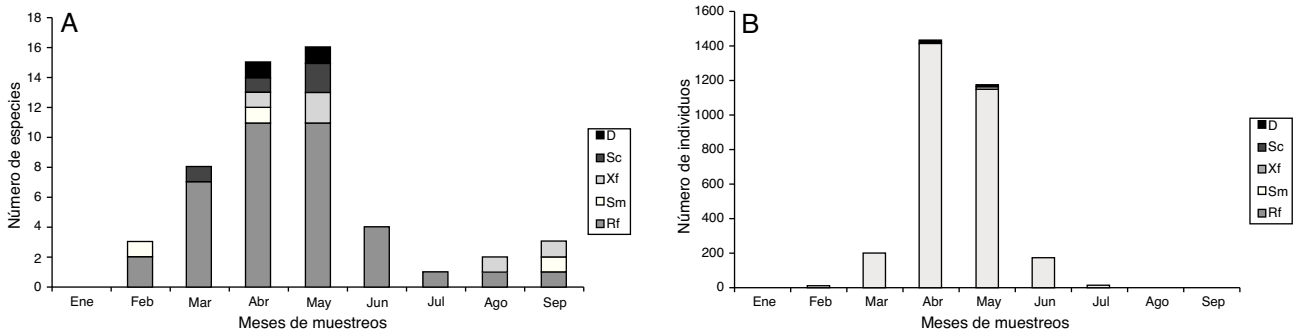 A
Número de especies
18
16
14
12
10
8
6
4
2
0
Ene Feb Mar Abr May Jun Jul Ago Sep
Meses de muestreos
D
Sc
Xf
Sm
Rf
B
Número de individuos
1600
1400
1200
1000
800
600
400
200
0
Ene Feb Mar Abr May Jun Jul Ago Sep
Meses de muestreos
D
Sc
Xf
Sm
Rf